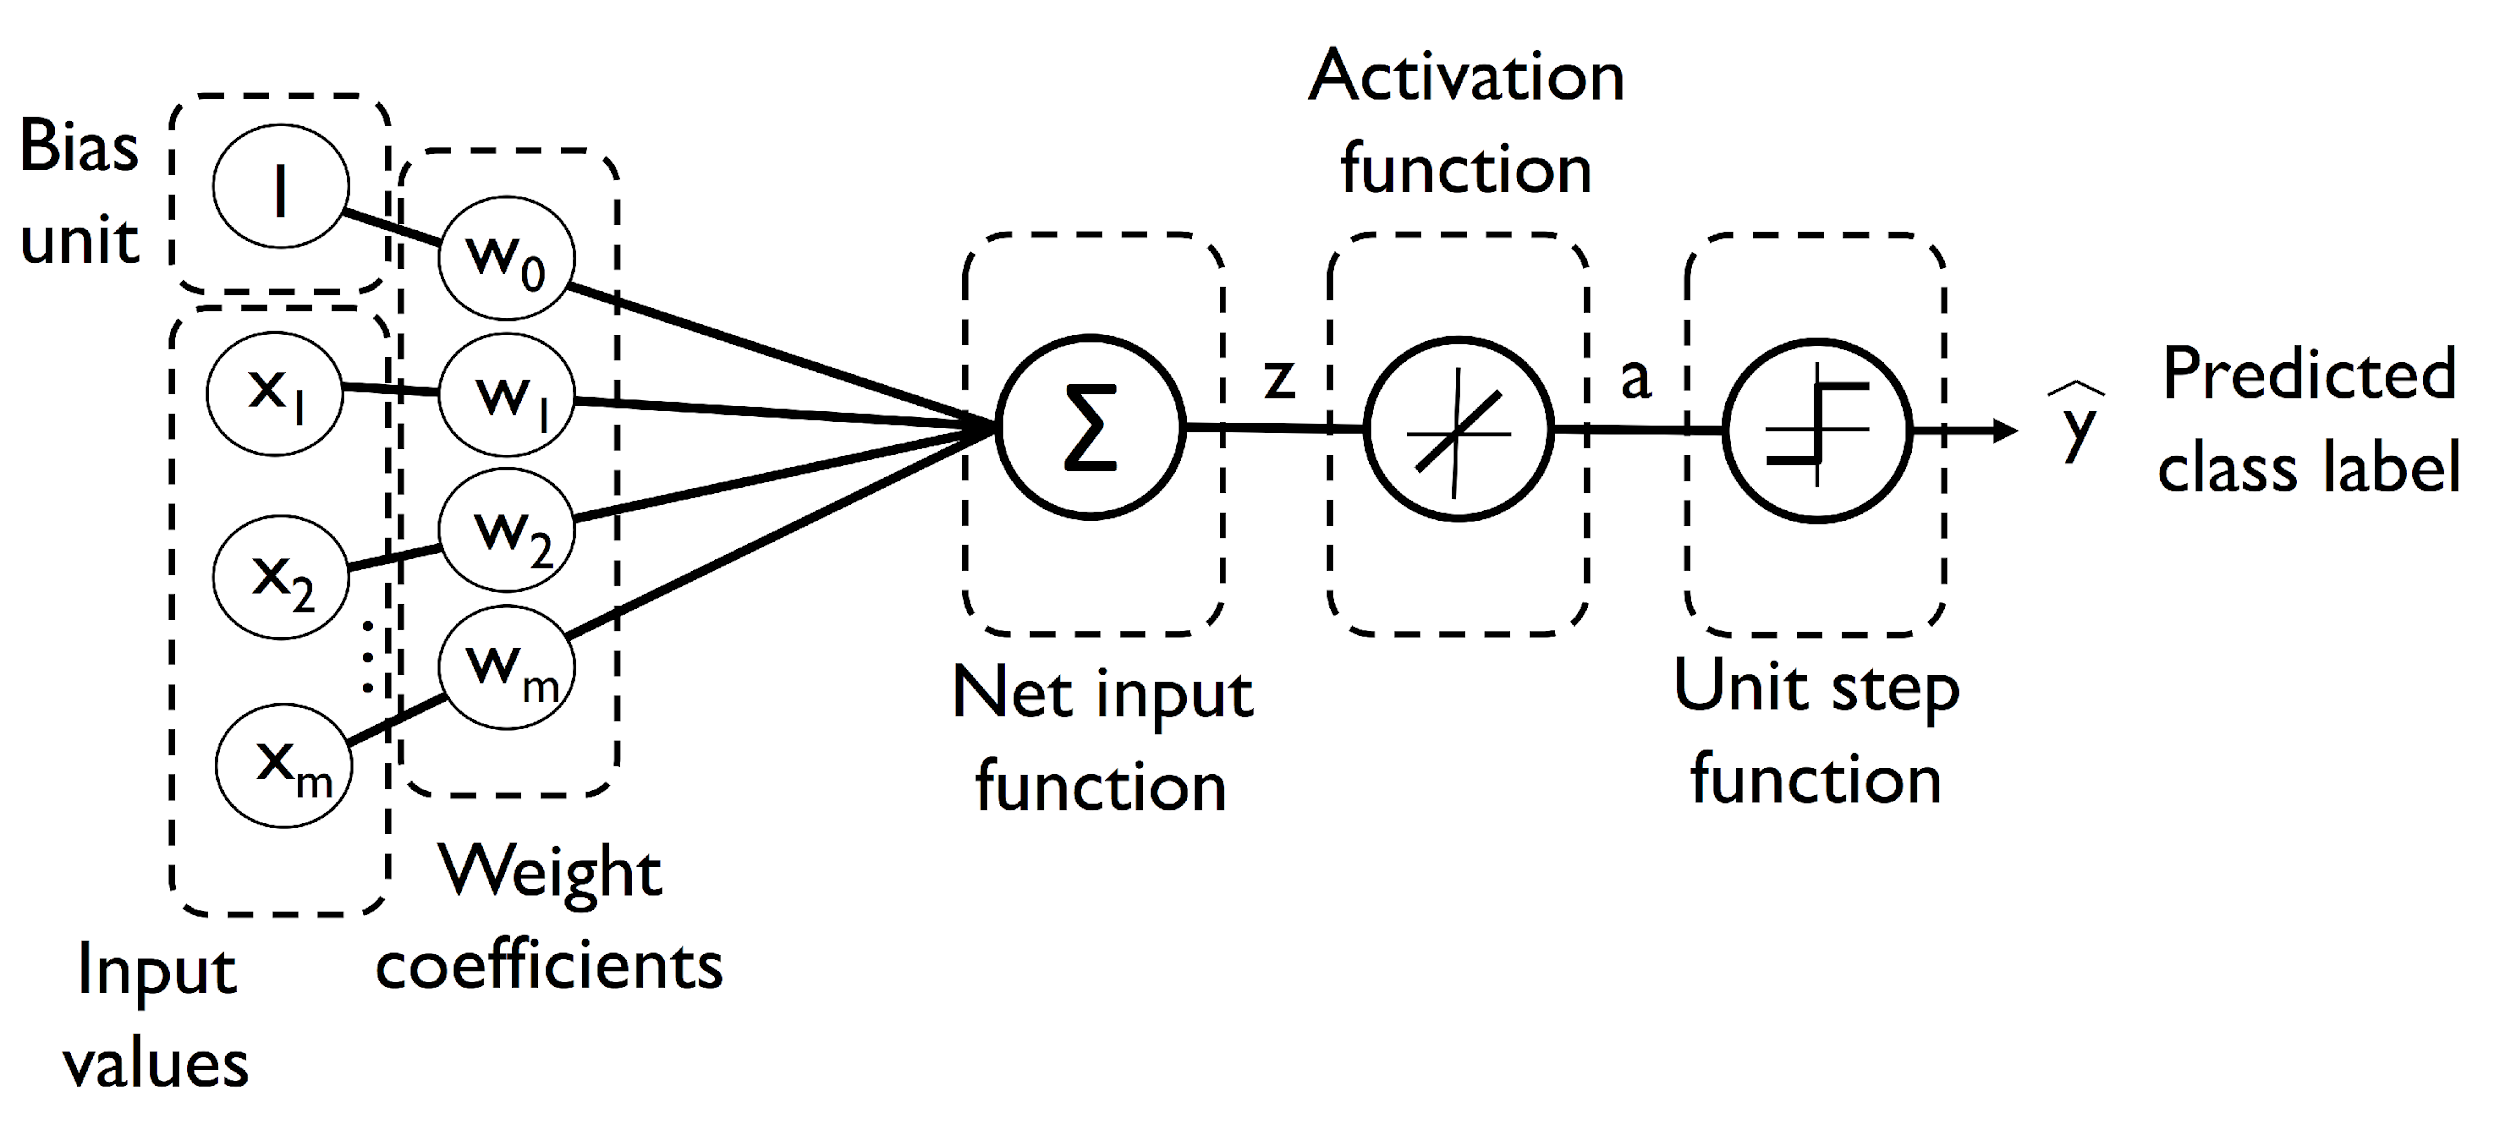 Bias
unit
1
x1
x2
⋮
xm
Input
values
w0
w1
w2
wm
Weight
coefficients
Σ
Net input
function
z
Activation
function
a
Unit step
function
ŷ
Predicted
class label